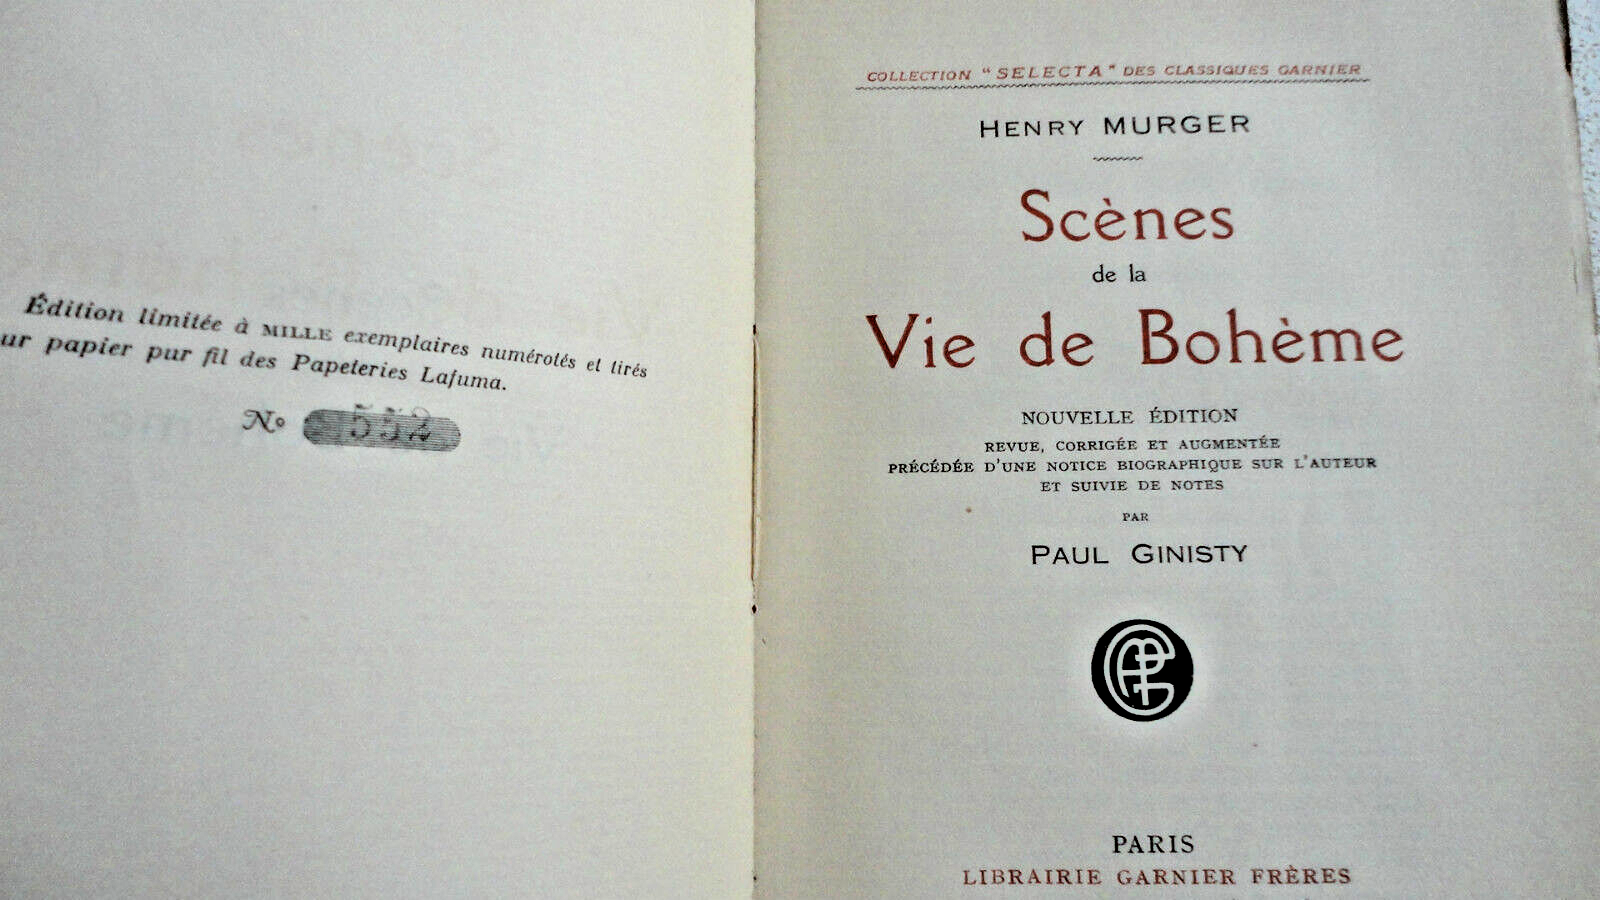 Édition limitée à MILLE exemplaires numérotés et tirés
ur papier pur fil des Papeteries Lafuma.
No 552
COLLECTION "SELECTA" DES CLASSIQUES GARNIER
HENRY MURGER
Scènes
de la
Vie de Bohème
NOUVELLE ÉDITION
REVUE, CORRIGÉE ET AUGMENTÉE
PRÉCÉDÉE D'UNE NOTICE BIOGRAPHIQUE SUR L'AUTEUR
ET SUIVIE DE NOTES
PAR
PAUL GINISTY
PARIS
LIBRAIRIE GARNIER FRÈRES